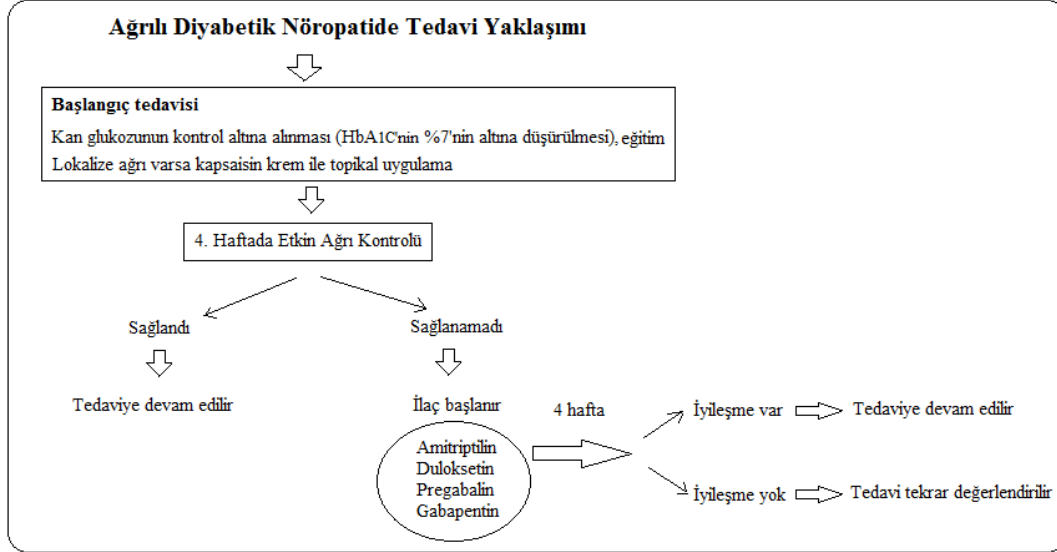 Ağrılı Diyabetik Nöropatide Tedavi Yaklaşımı
Başlangıç tedavisi
Kan glukozunun kontrol altına alınması (HbA1C'nin %7'nin altına düşürülmesi), eğitim
Lokalize ağrı varsa kapsaisin krem ile topikal uygulama
4. Haftada Etkin Ağrı Kontrolü
Sağlandı
Sağlanamadı
Tedaviye devam edilir
İlaç başlanır
Amitriptilin
Duloksetin
Pregabalin
Gabapentin
4 hafta
İyileşme var
Tedaviye devam edilir
İyileşme yok
Tedavi tekrar değerlendirilir